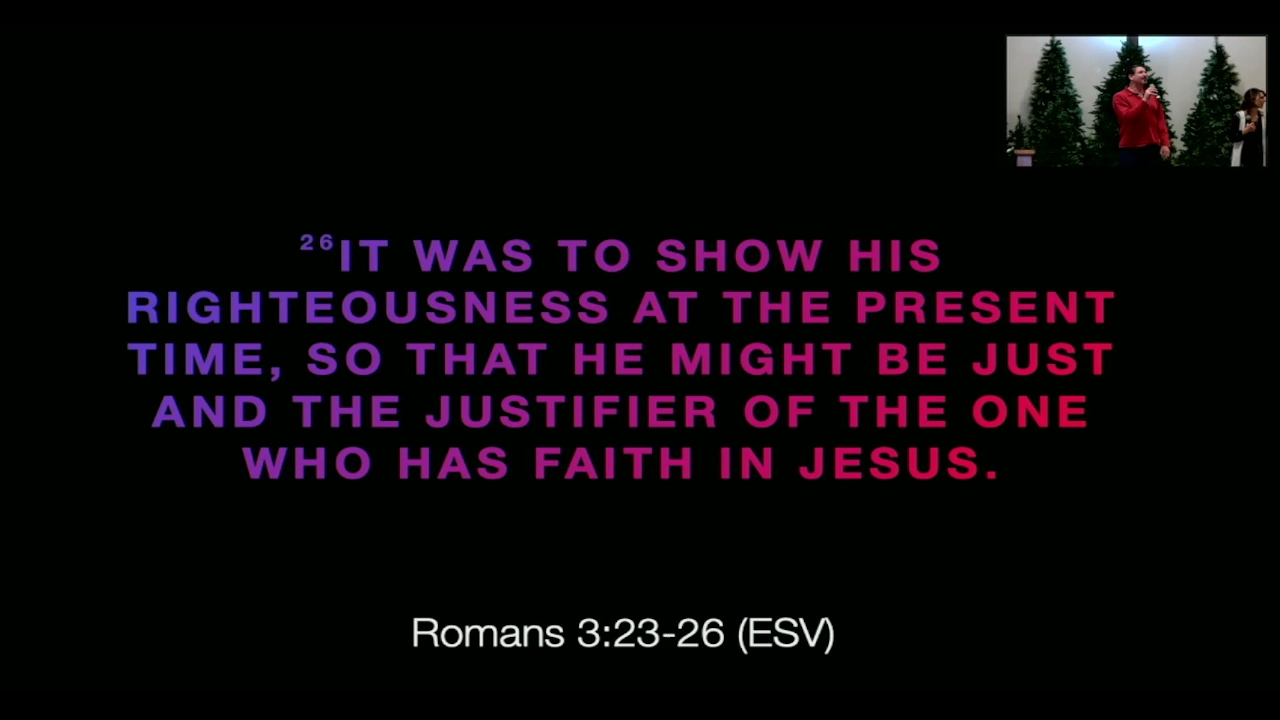 ²⁶IT WAS TO SHOW HIS
RIGHTEOUSNESS AT THE PRESENT
TIME, SO THAT HE MIGHT BE JUST
AND THE JUSTIFIER OF THE ONE
WHO HAS FAITH IN JESUS.
Romans 3:23-26 (ESV)